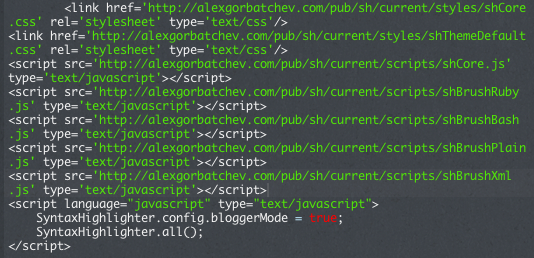 <link href='http://alexgorbatchev.com/pub/sh/current/styles/shCore
.css' rel='stylesheet' type='text/css'/>
<link href='http://alexgorbatchev.com/pub/sh/current/styles/shThemeDefault
.css' rel='stylesheet' type='text/css'/>
<script src='http://alexgorbatchev.com/pub/sh/current/scripts/shCore.js'
type='text/javascript'></script>
<script src='http://alexgorbatchev.com/pub/sh/current/scripts/shBrushRuby
.js' type='text/javascript'></script>
<script src='http://alexgorbatchev.com/pub/sh/current/scripts/shBrushBash
.js' type='text/javascript'></script>
<script src='http://alexgorbatchev.com/pub/sh/current/scripts/shBrushPlain
.js' type='text/javascript'></script>
<script src='http://alexgorbatchev.com/pub/sh/current/scripts/shBrushXml
.js' type='text/javascript'></script>
<script language="javascript" type="text/javascript">
SyntaxHighlighter.config.bloggerMode = true;
SyntaxHighlighter.all();
</script>